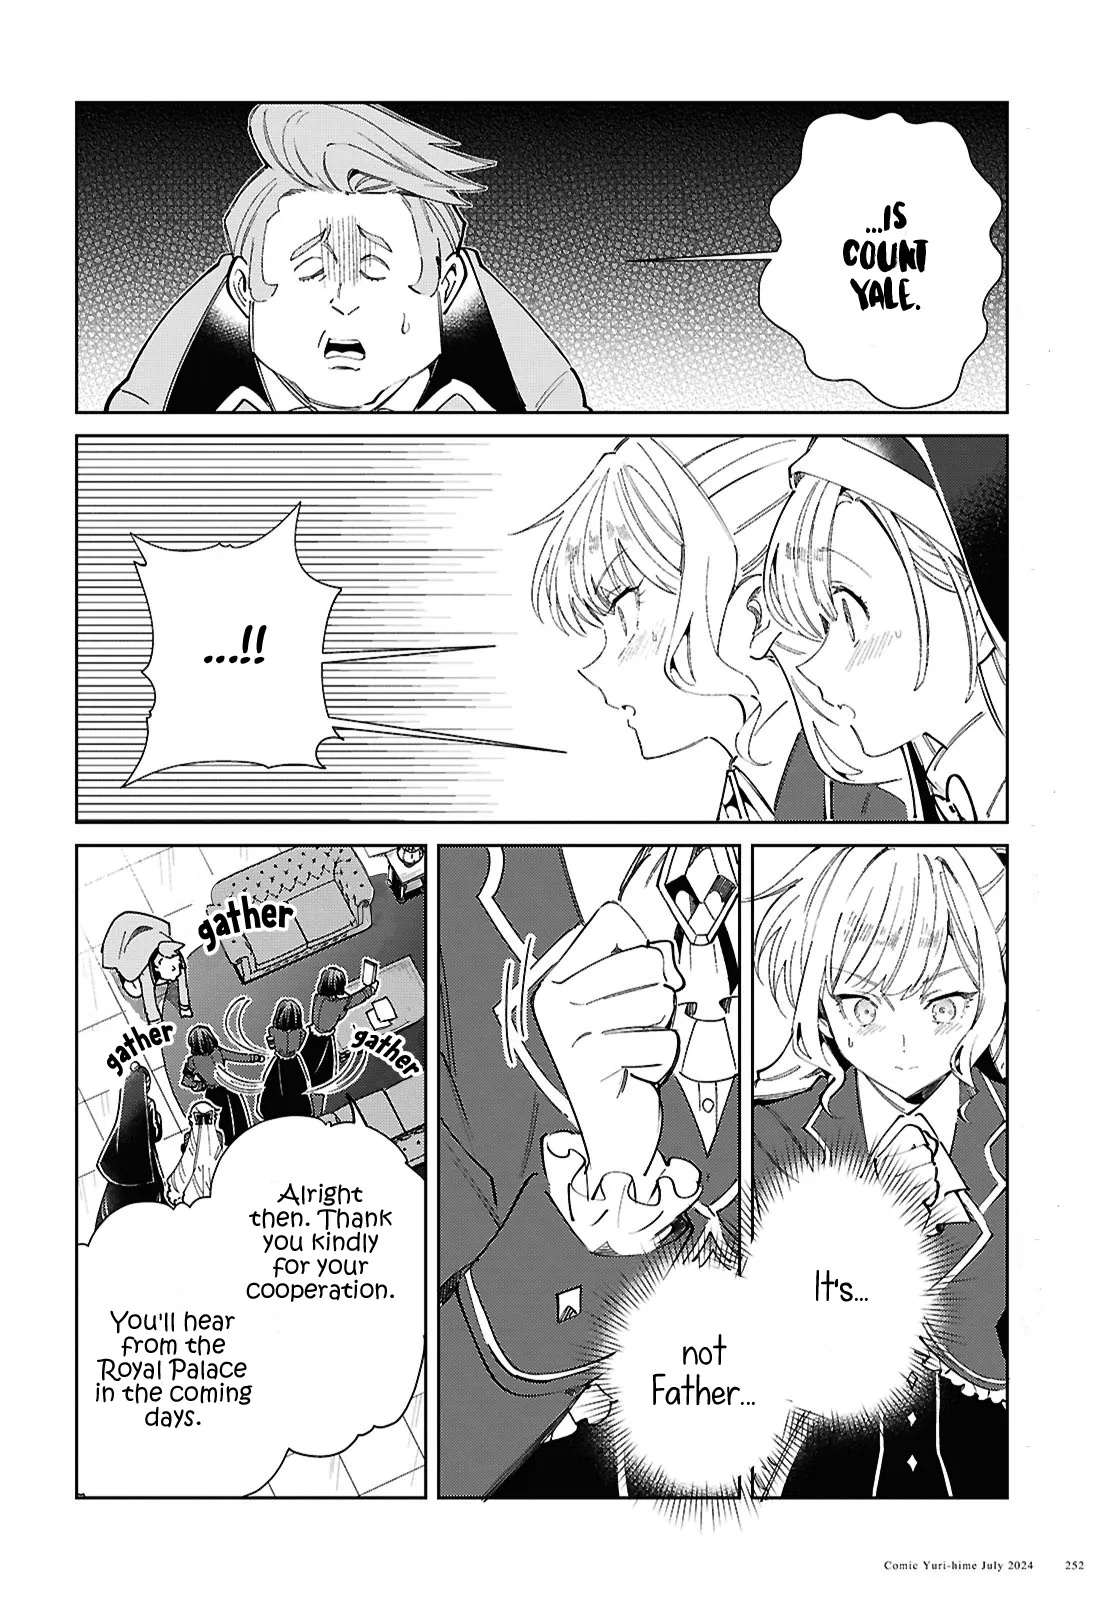 ...IS
COUNT
YALE.
...!!
It's...
not
Father...
gather
gather
gather
Alright
then. Thank
you kindly
for your
cooperation.
You'll hear
from the
Royal Palace
in the coming
days.
Comic Yuri-hime July 2024 252